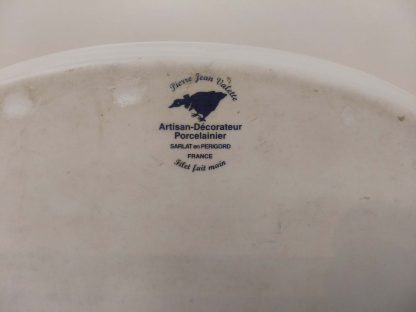 Pierre Jean Valette
Artisan-Décorateur
Porcelainier
SARLAT en PERIGORD
FRANCE
Filet fait main